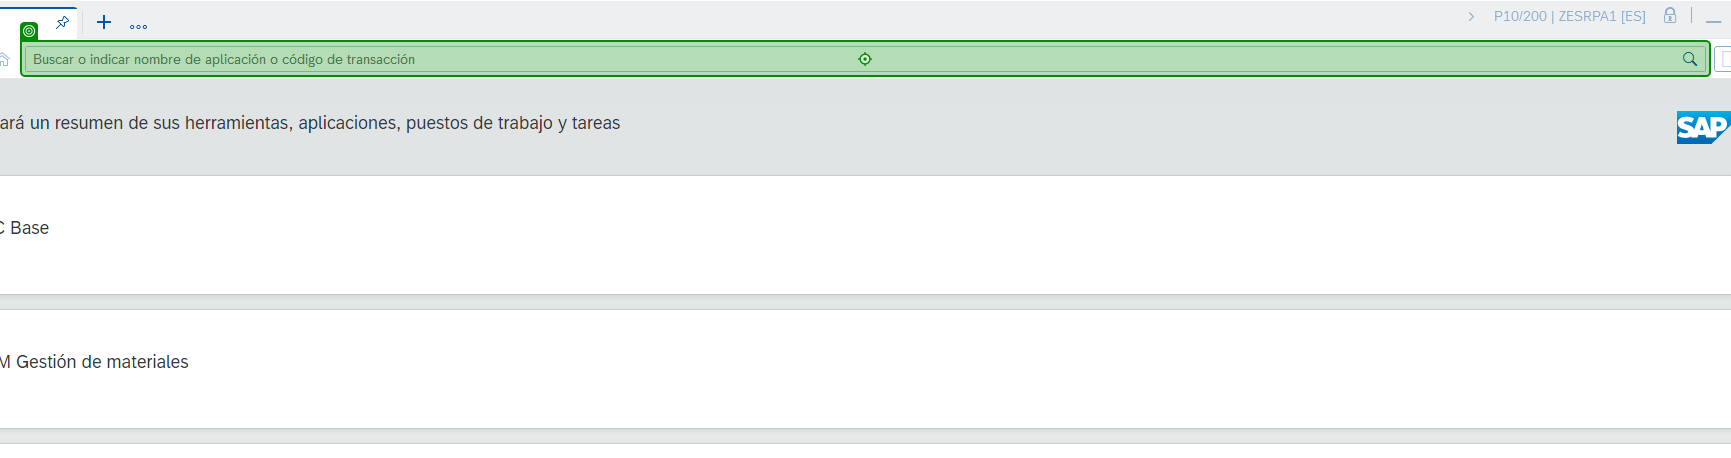 P10/200 | ZESRPA1 [ES]
Buscar o indicar nombre de aplicación o código de transacción
ará un resumen de sus herramientas, aplicaciones, puestos de trabajo y tareas
SAP
C Base
M Gestión de materiales